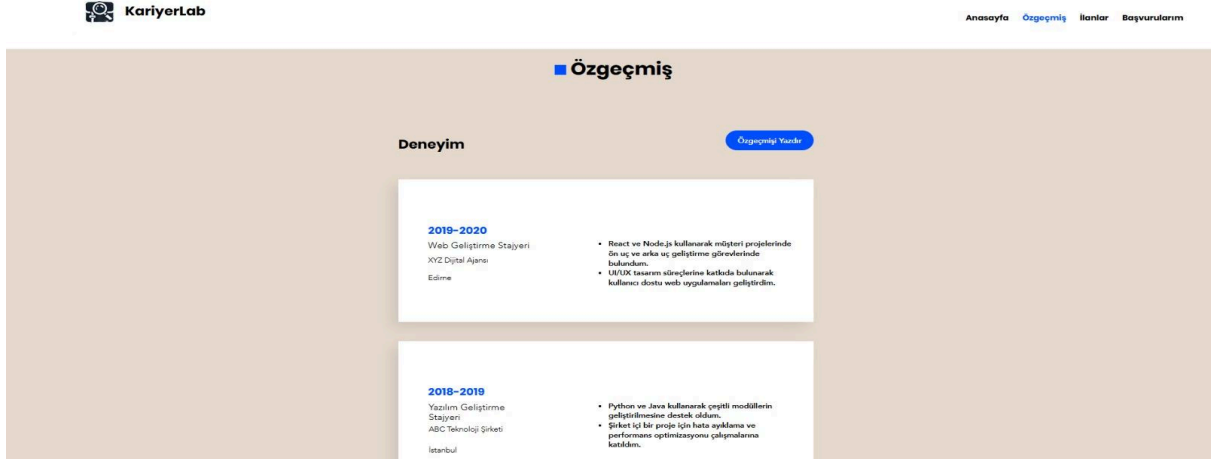 KariyerLab
Anasayfa Özgeçmiş İlanlar Başvurularım
Özgeçmiş
Deneyim
Özgeçmişi Yazdır
2019-2020
Web Geliştirme Stajyeri
XYZ Dijital Ajansı
Edirne
• React ve Node.js kullanarak müşteri projelerinde
ön uç ve arka uç geliştirme görevlerinde
bulundum.
• UI/UX tasarım süreçlerine katkıda bulunarak
kullanıcı dostu web uygulamaları geliştirdim.
2018-2019
Yazılım Geliştirme
Stajyeri
ABC Teknoloji Şirketi
İstanbul
• Python ve Java kullanarak çeşitli modüllerin
geliştirilmesine destek oldum.
• Şirket içi bir proje için hata ayıklama ve
performans optimizasyonu çalışmalarına
katıldım.